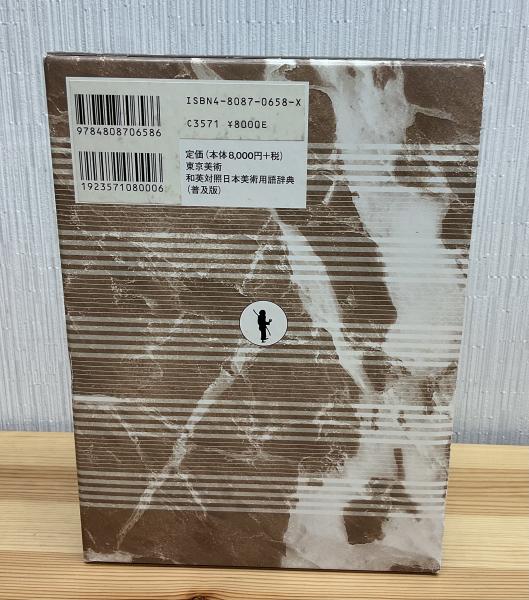 ISBN4-8087-0658-X
C3571 ¥8000E
9784808706586
1923571080006
定価(本体8,000円+税)
東京美術
和英対照日本美術用語辞典
(普及版)